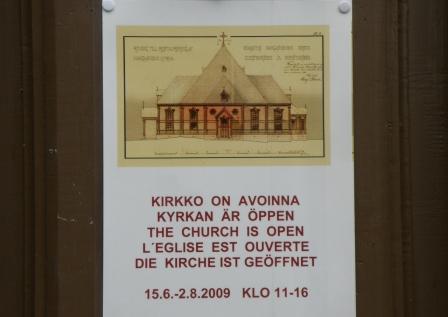 KIRKKO ON AVOINNA
KYRKAN ÄR ÖPPEN
THE CHURCH IS OPEN
L´EGLISE EST OUVERTE
DIE KIRCHE IST GEÖFFNET
15.6.-2.8.2009 KLO 11-16